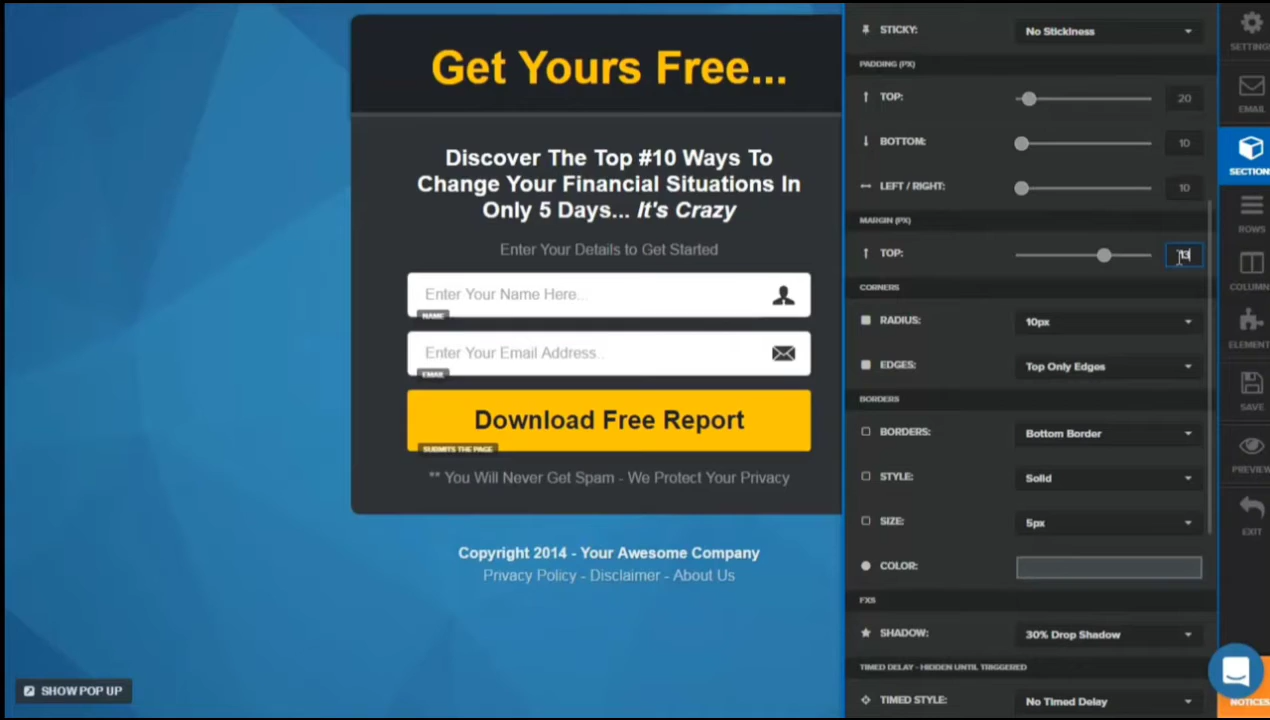 Get Yours Free...
Discover The Top #10 Ways To
Change Your Financial Situations In
Only 5 Days... It's Crazy
Enter Your Details to Get Started
Enter Your Name Here...
NAME
Enter Your Email Address..
EMAIL
Download Free Report
SUBMITS THE PAGE
** You Will Never Get Spam - We Protect Your Privacy
Copyright 2014 - Your Awesome Company
Privacy Policy - Disclaimer - About Us
SHOW POP UP
STICKY: No Stickiness
PADDING (PX)
TOP: 20
BOTTOM: 10
LEFT / RIGHT: 10
MARGIN (PX)
TOP:
CORNERS
RADIUS: 10px
EDGES: Top Only Edges
BORDERS
BORDERS: Bottom Border
STYLE: Solid
SIZE: 5px
COLOR:
FXS
SHADOW: 30% Drop Shadow
TIMED DELAY - HIDDEN UNTIL TRIGGERED
TIMED STYLE: No Timed Delay
SETTING
EMAIL
SECTION
ROWS
COLUMN
ELEMENT
SAVE
PREVIEW
EXIT
NOTICES